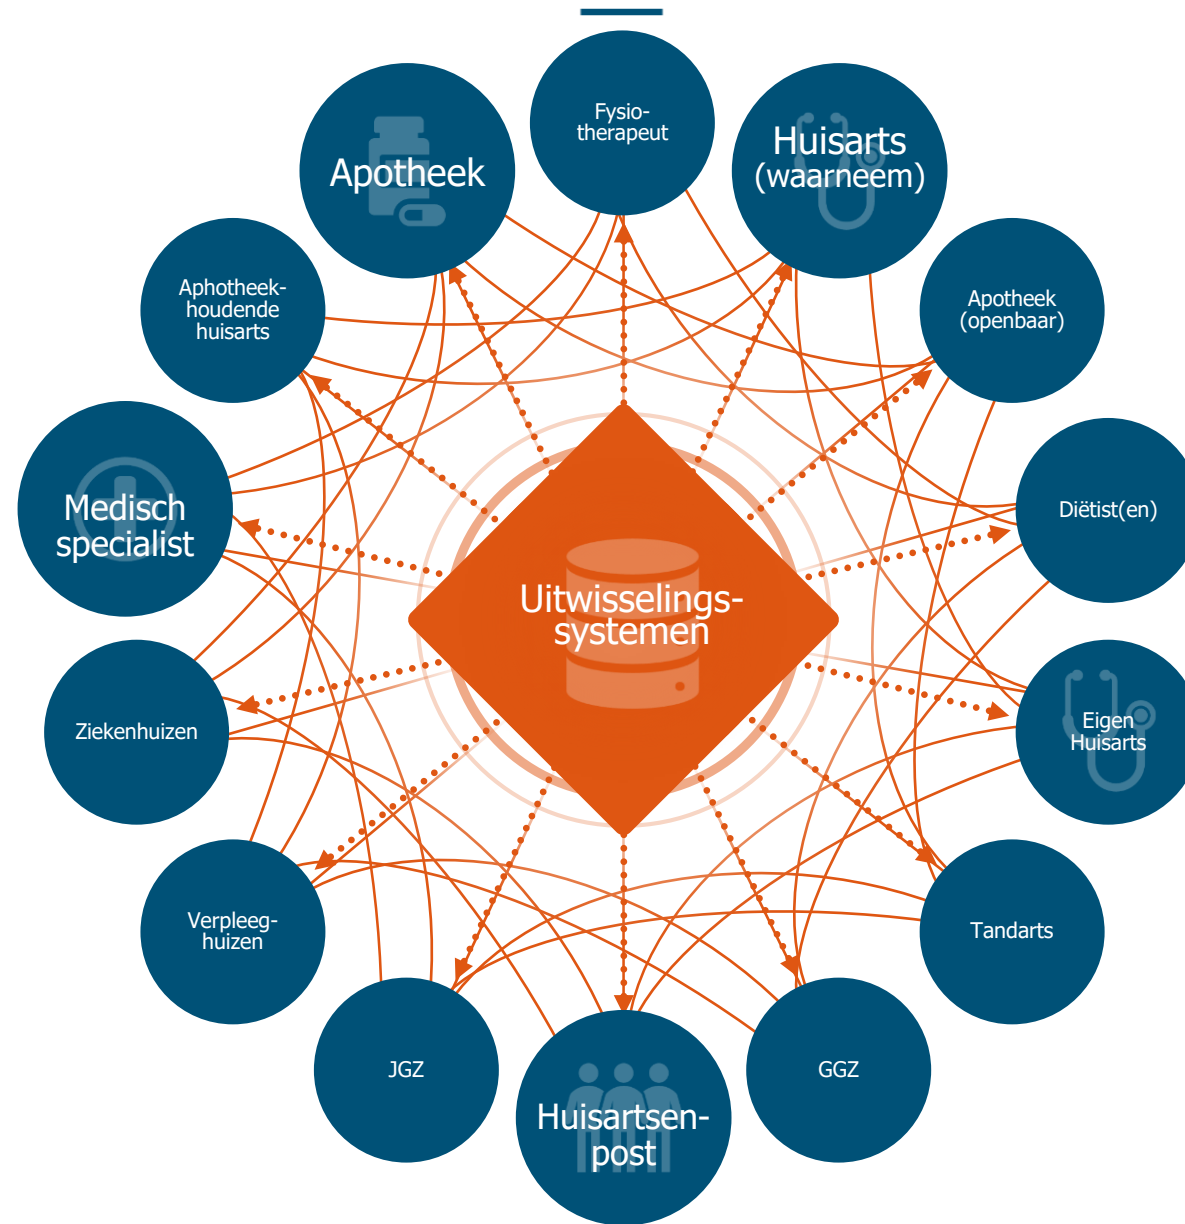 Fysio-
therapeut
Huisarts
(waarneem)
Apotheek
Aphotheek-
houdende
huisarts
Apotheek
(openbaar)
Medisch
specialist
Diëtist(en)
Uitwisselings-
systemen
Ziekenhuizen
Eigen
Huisarts
Verpleeg-
huizen
Tandarts
JGZ
GGZ
Huisartsen-
post